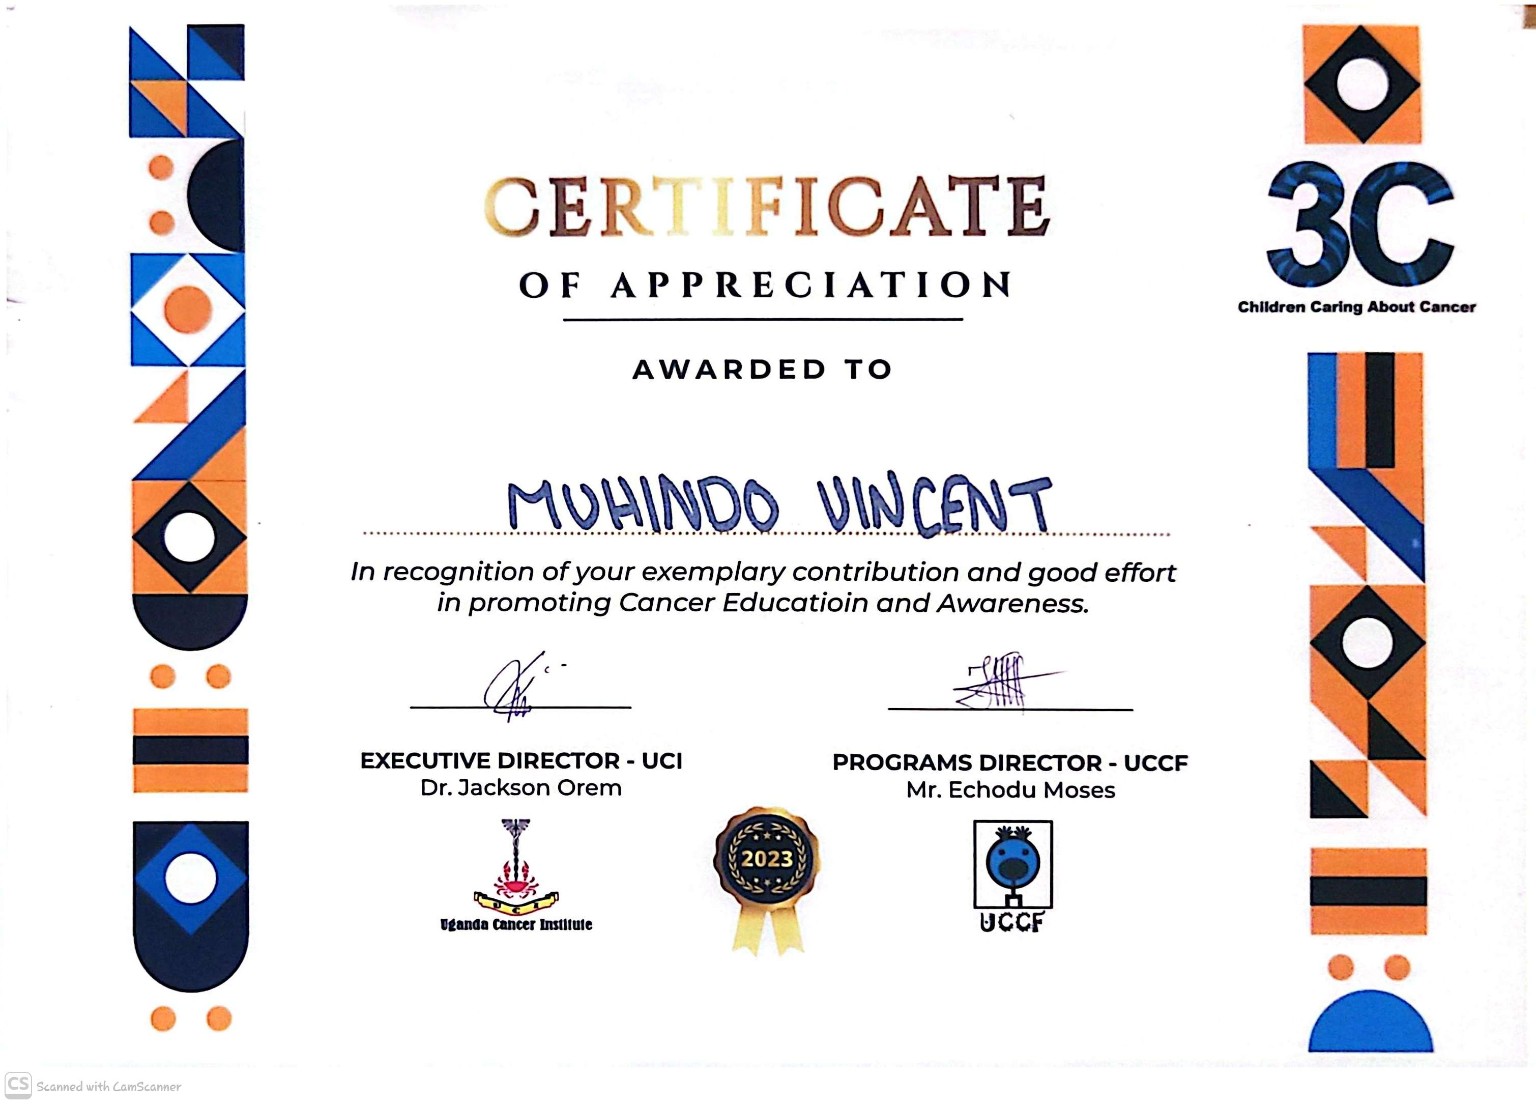 CERTIFICATE
OF APPRECIATION
3C
Children Caring About Cancer
AWARDED TO
MUHINDO VINCENT
In recognition of your exemplary contribution and good effort
in promoting Cancer Educatioin and Awareness.
EXECUTIVE DIRECTOR - UCI
Dr. Jackson Orem
PROGRAMS DIRECTOR - UCCF
Mr. Echodu Moses
U C I
Uganda Cancer Institute
2023
UCCF
CS Scanned with CamScanner